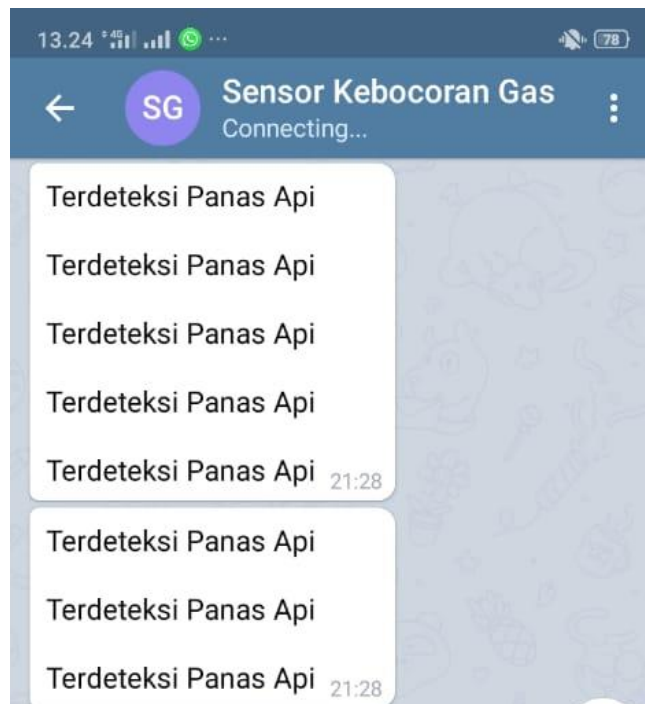 13.24 4G ...
78
SG
Sensor Kebocoran Gas
Connecting...
Terdeteksi Panas Api
Terdeteksi Panas Api
Terdeteksi Panas Api
Terdeteksi Panas Api
Terdeteksi Panas Api 21:28
Terdeteksi Panas Api
Terdeteksi Panas Api
Terdeteksi Panas Api 21:28